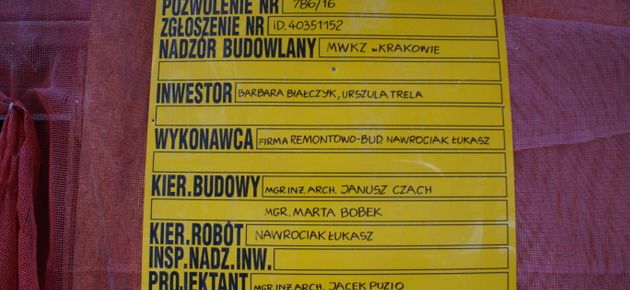 POZWOLENIE NR 786/16
ZGŁOSZENIE NR ID.40351152
NADZÓR BUDOWLANY MWKZ W KRAKOWIE
INWESTOR BARBARA BIAŁCZYK, URSZULA TRELA
WYKONAWCA FIRMA REMONTOWO-BUD. NAWROCIAK ŁUKASZ
KIER.BUDOWY MGR.INŻ.ARCH. JANUSZ CZACH
MGR. MARTA BOBEK
KIER.ROBÓT NAWROCIAK ŁUKASZ
INSP.NADZ.INW.
PROJEKTANT MGR.INŻ.ARCH. JACEK PUZIO